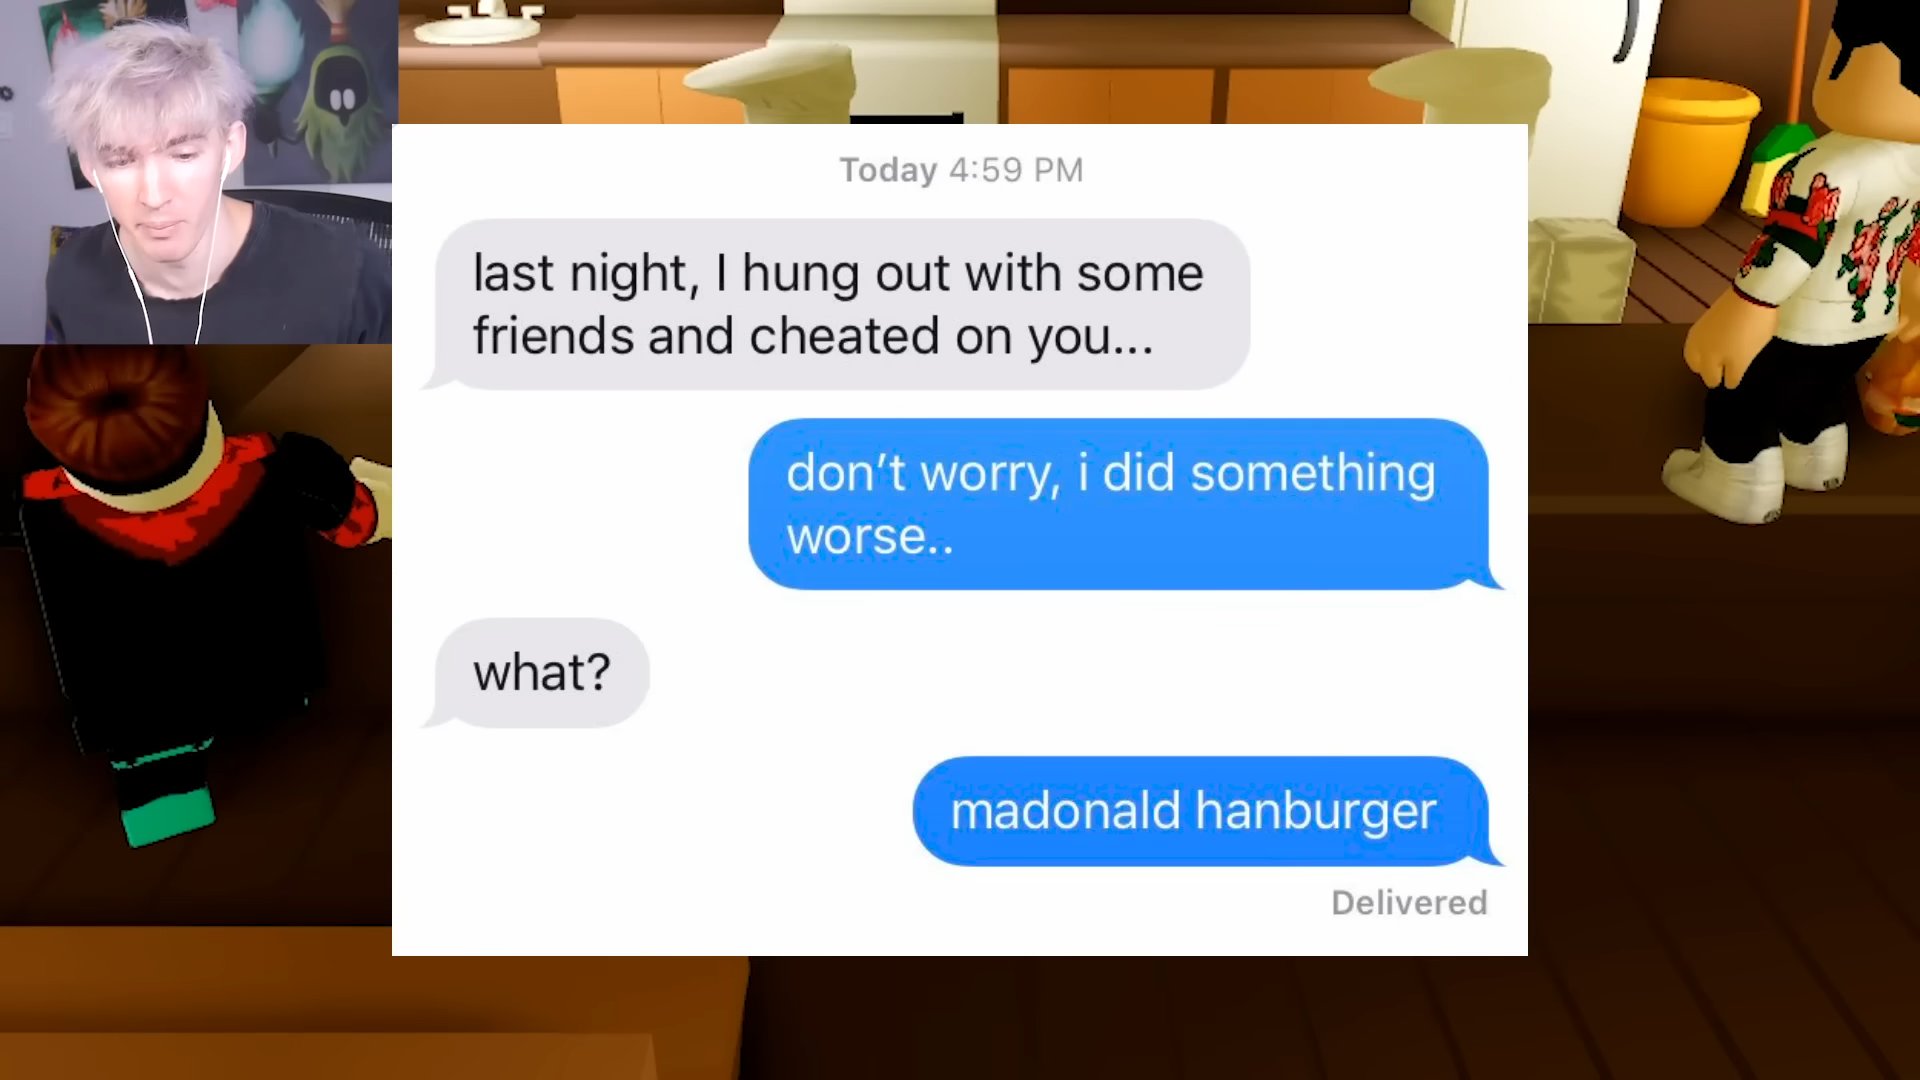 Today 4:59 PM
last night, I hung out with some
friends and cheated on you...
don’t worry, i did something
worse..
what?
madonald hanburger
Delivered